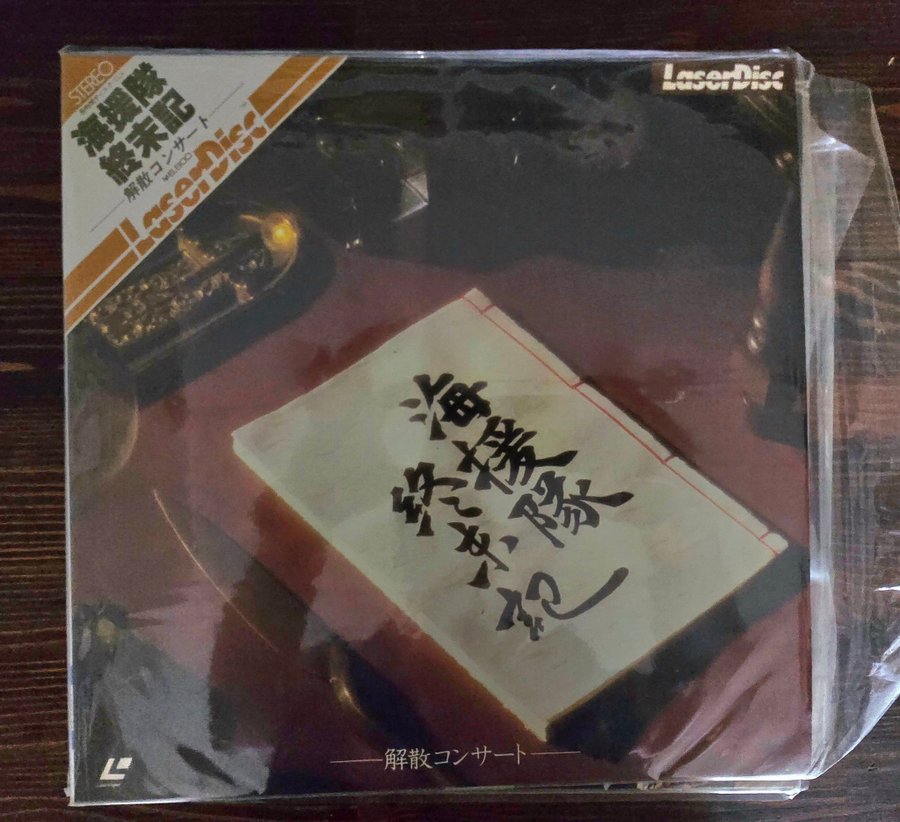 STEREO
海援隊
終末記
解散コンサート
LaserDisc
LaserDisc
海援隊
終末記
解散コンサート